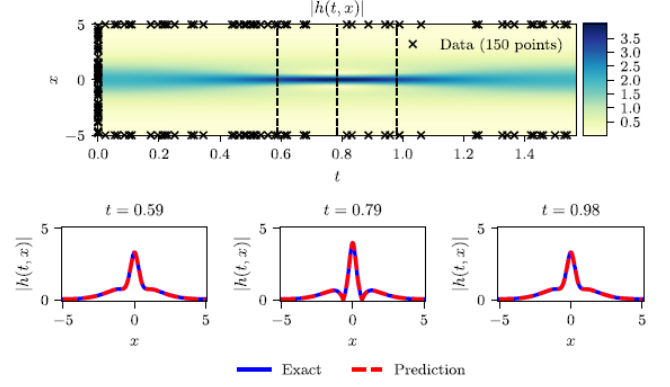 |h(t, x)|
5
0
−5
x
Data (150 points)
3.5
3.0
2.5
2.0
1.5
1.0
0.5
0.0 0.2 0.4 0.6 0.8 1.0 1.2 1.4
t
t = 0.59 t = 0.79 t = 0.98
5 5 5
|h(t, x)| |h(t, x)| |h(t, x)|
0 0 0
−5 0 5 −5 0 5 −5 0 5
x x x
Exact Prediction